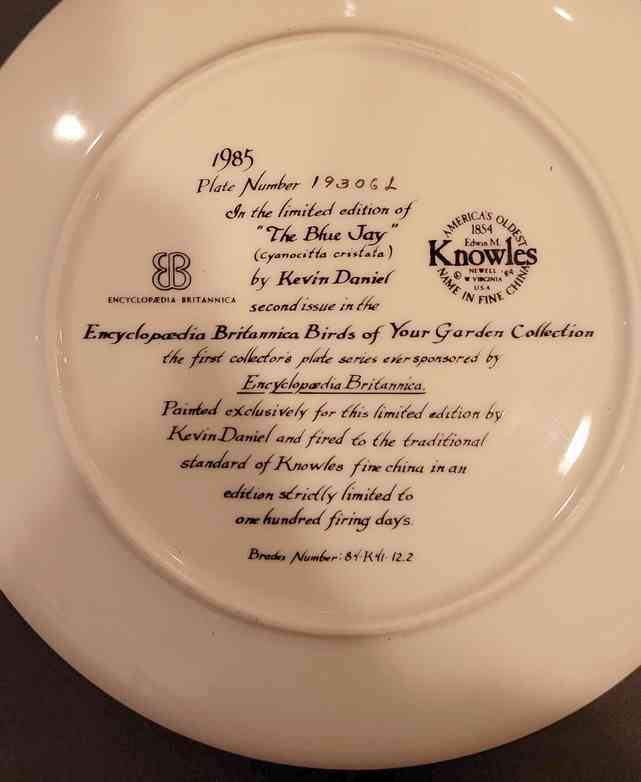 1985
Plate Number 19306L
In the limited edition of
"The Blue Jay"
(cyanocitta cristata)
by Kevin Daniel
second issue in the
Encyclopædia Britannica Birds of Your Garden Collection
the first collector's plate series ever sponsored by
Encyclopædia Britannica.
Painted exclusively for this limited edition by
Kevin Daniel and fired to the traditional
standard of Knowles fine china in an
edition strictly limited to
one hundred firing days.
Bradex Number: 84-K41-12.2
ENCYCLOPÆDIA BRITANNICA
AMERICA'S OLDEST
1854
Edwin M.
Knowles
NEWELL
W VIRGINIA
U.S.A.
NAME IN FINE CHINA